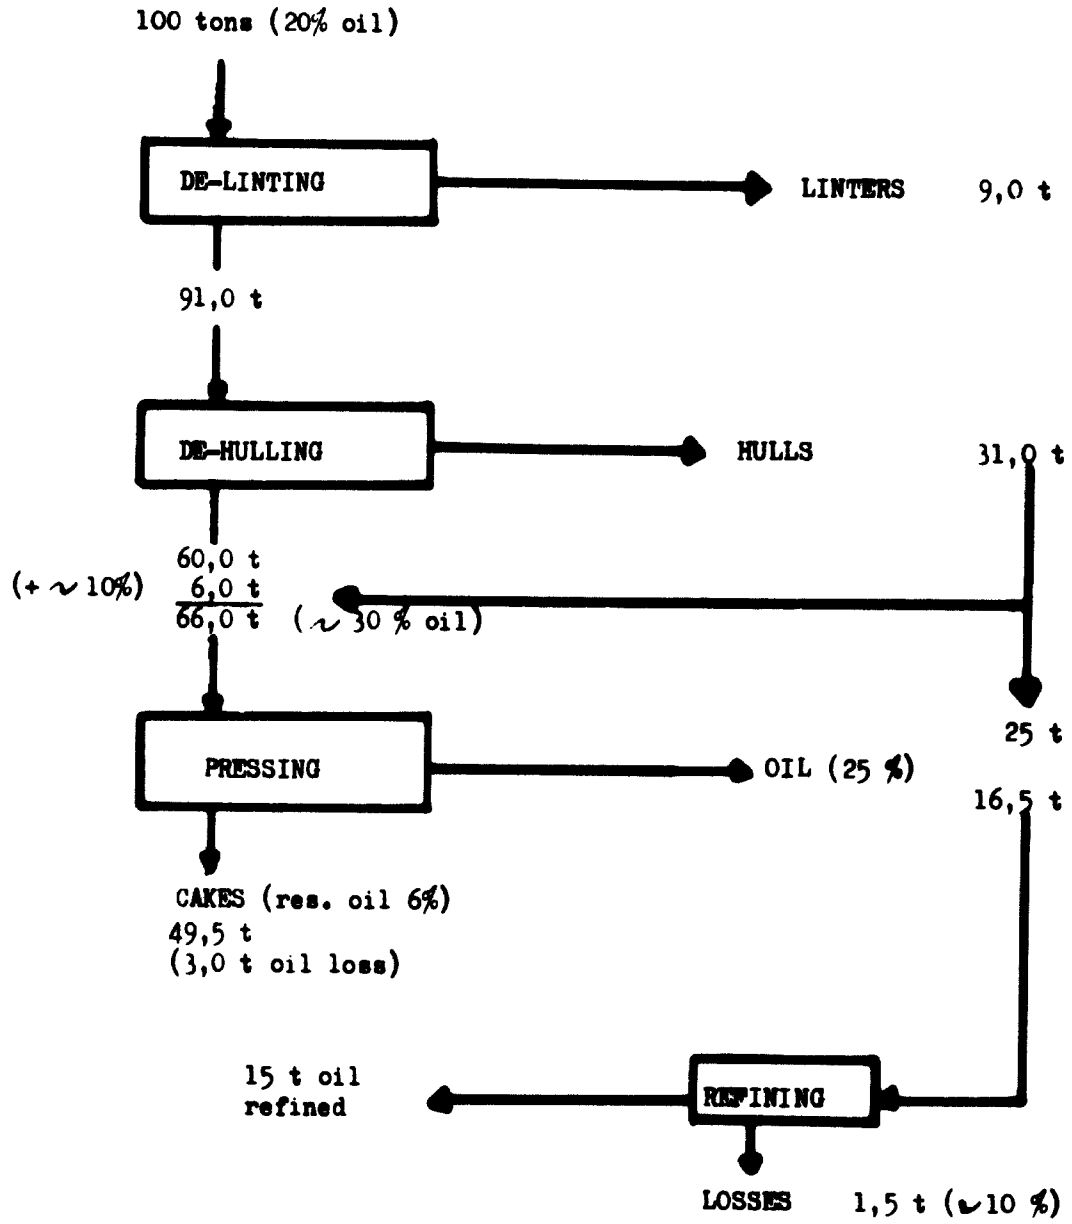 100 tons (20% oil)
DE-LINTING
LINTERS 9,0 t
91,0 t
DE-HULLING
HULLS 31,0 t
60,0 t
(+ ~ 10%) 6,0 t
66,0 t (~ 30 % oil)
25 t
PRESSING
OIL (25 %)
16,5 t
CAKES (res. oil 6%)
49,5 t
(3,0 t oil loss)
15 t oil
refined
REFINING
LOSSES 1,5 t (~10 %)